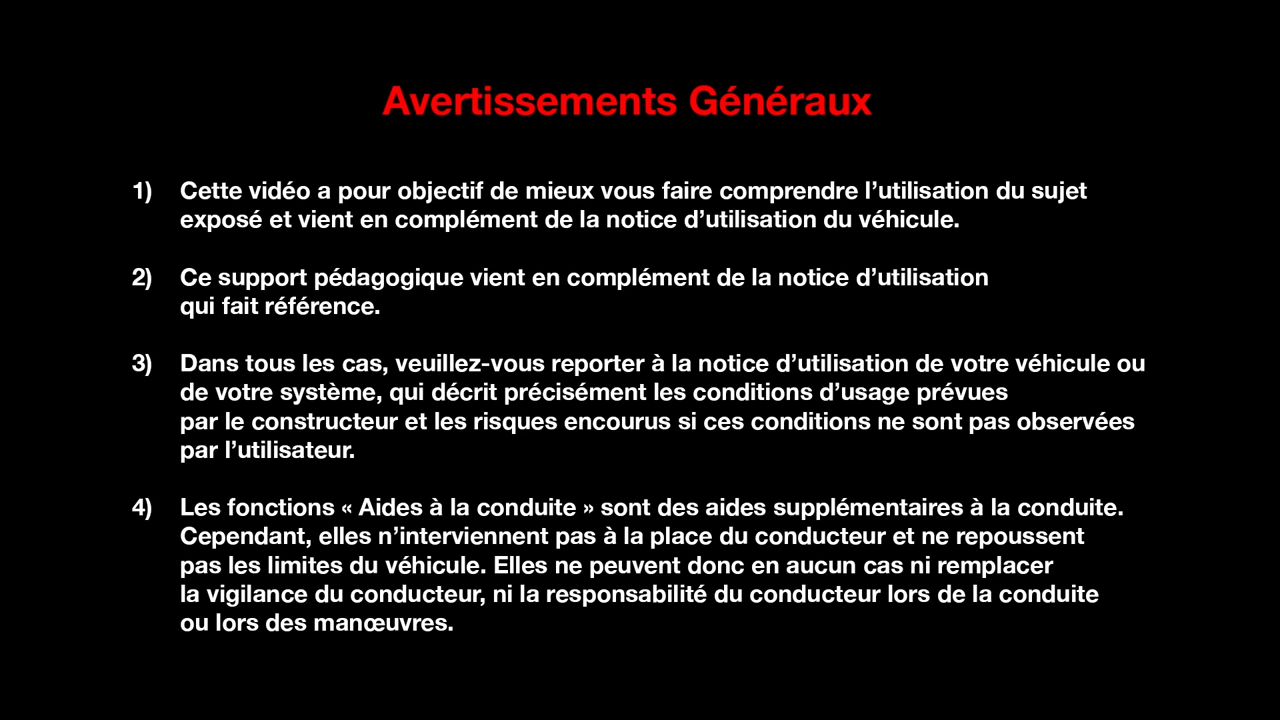 Avertissements Généraux
1) Cette vidéo a pour objectif de mieux vous faire comprendre l’utilisation du sujet
exposé et vient en complément de la notice d’utilisation du véhicule.
2) Ce support pédagogique vient en complément de la notice d’utilisation
qui fait référence.
3) Dans tous les cas, veuillez-vous reporter à la notice d’utilisation de votre véhicule ou
de votre système, qui décrit précisément les conditions d’usage prévues
par le constructeur et les risques encourus si ces conditions ne sont pas observées
par l’utilisateur.
4) Les fonctions « Aides à la conduite » sont des aides supplémentaires à la conduite.
Cependant, elles n’interviennent pas à la place du conducteur et ne repoussent
pas les limites du véhicule. Elles ne peuvent donc en aucun cas ni remplacer
la vigilance du conducteur, ni la responsabilité du conducteur lors de la conduite
ou lors des manœuvres.